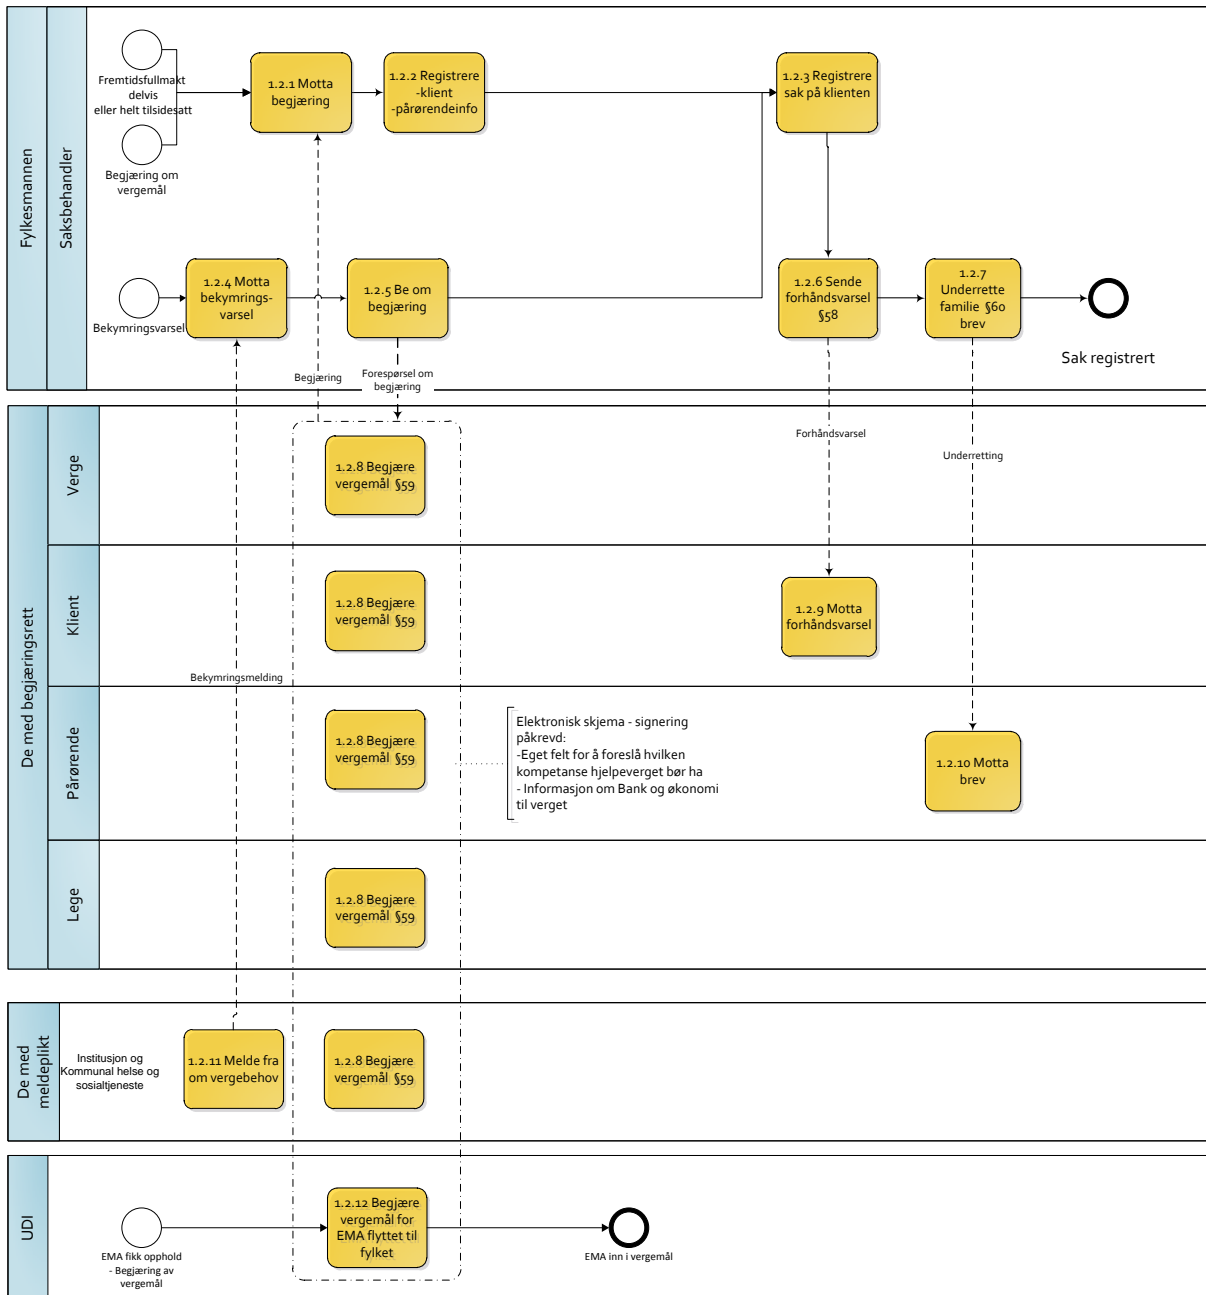 Fylkesmannen
Saksbehandler
Fremtidsfullmakt
delvis
eller helt tilsidesatt
Begjæring om
vergemål
1.2.1 Motta
begjæring
1.2.2 Registrere
-klient
-pårørendeinfo
1.2.3 Registrere
sak på klienten
Bekymringsvarsel
1.2.4 Motta
bekymrings-
varsel
1.2.5 Be om
begjæring
1.2.6 Sende
forhåndsvarsel
§58
1.2.7
Underrette
familie §60
brev
Sak registrert
Begjæring
Forespørsel om
begjæring
Forhåndsvarsel
Underretting
Bekymringsmelding
De med begjæringsrett
Verge
1.2.8 Begjære
vergemål §59
Klient
1.2.8 Begjære
vergemål §59
1.2.9 Motta
forhåndsvarsel
Pårørende
1.2.8 Begjære
vergemål §59
Elektronisk skjema - signering
påkrevd:
-Eget felt for å foreslå hvilken
kompetanse hjelpeverget bør ha
- Informasjon om Bank og økonomi
til verget
1.2.10 Motta
brev
Lege
1.2.8 Begjære
vergemål §59
De med
meldeplikt
Institusjon og
Kommunal helse og
sosialtjeneste
1.2.11 Melde fra
om vergebehov
1.2.8 Begjære
vergemål §59
UDI
EMA fikk opphold
- Begjæring av
vergemål
1.2.12 Begjære
vergemål for
EMA flyttet til
fylket
EMA inn i vergemål